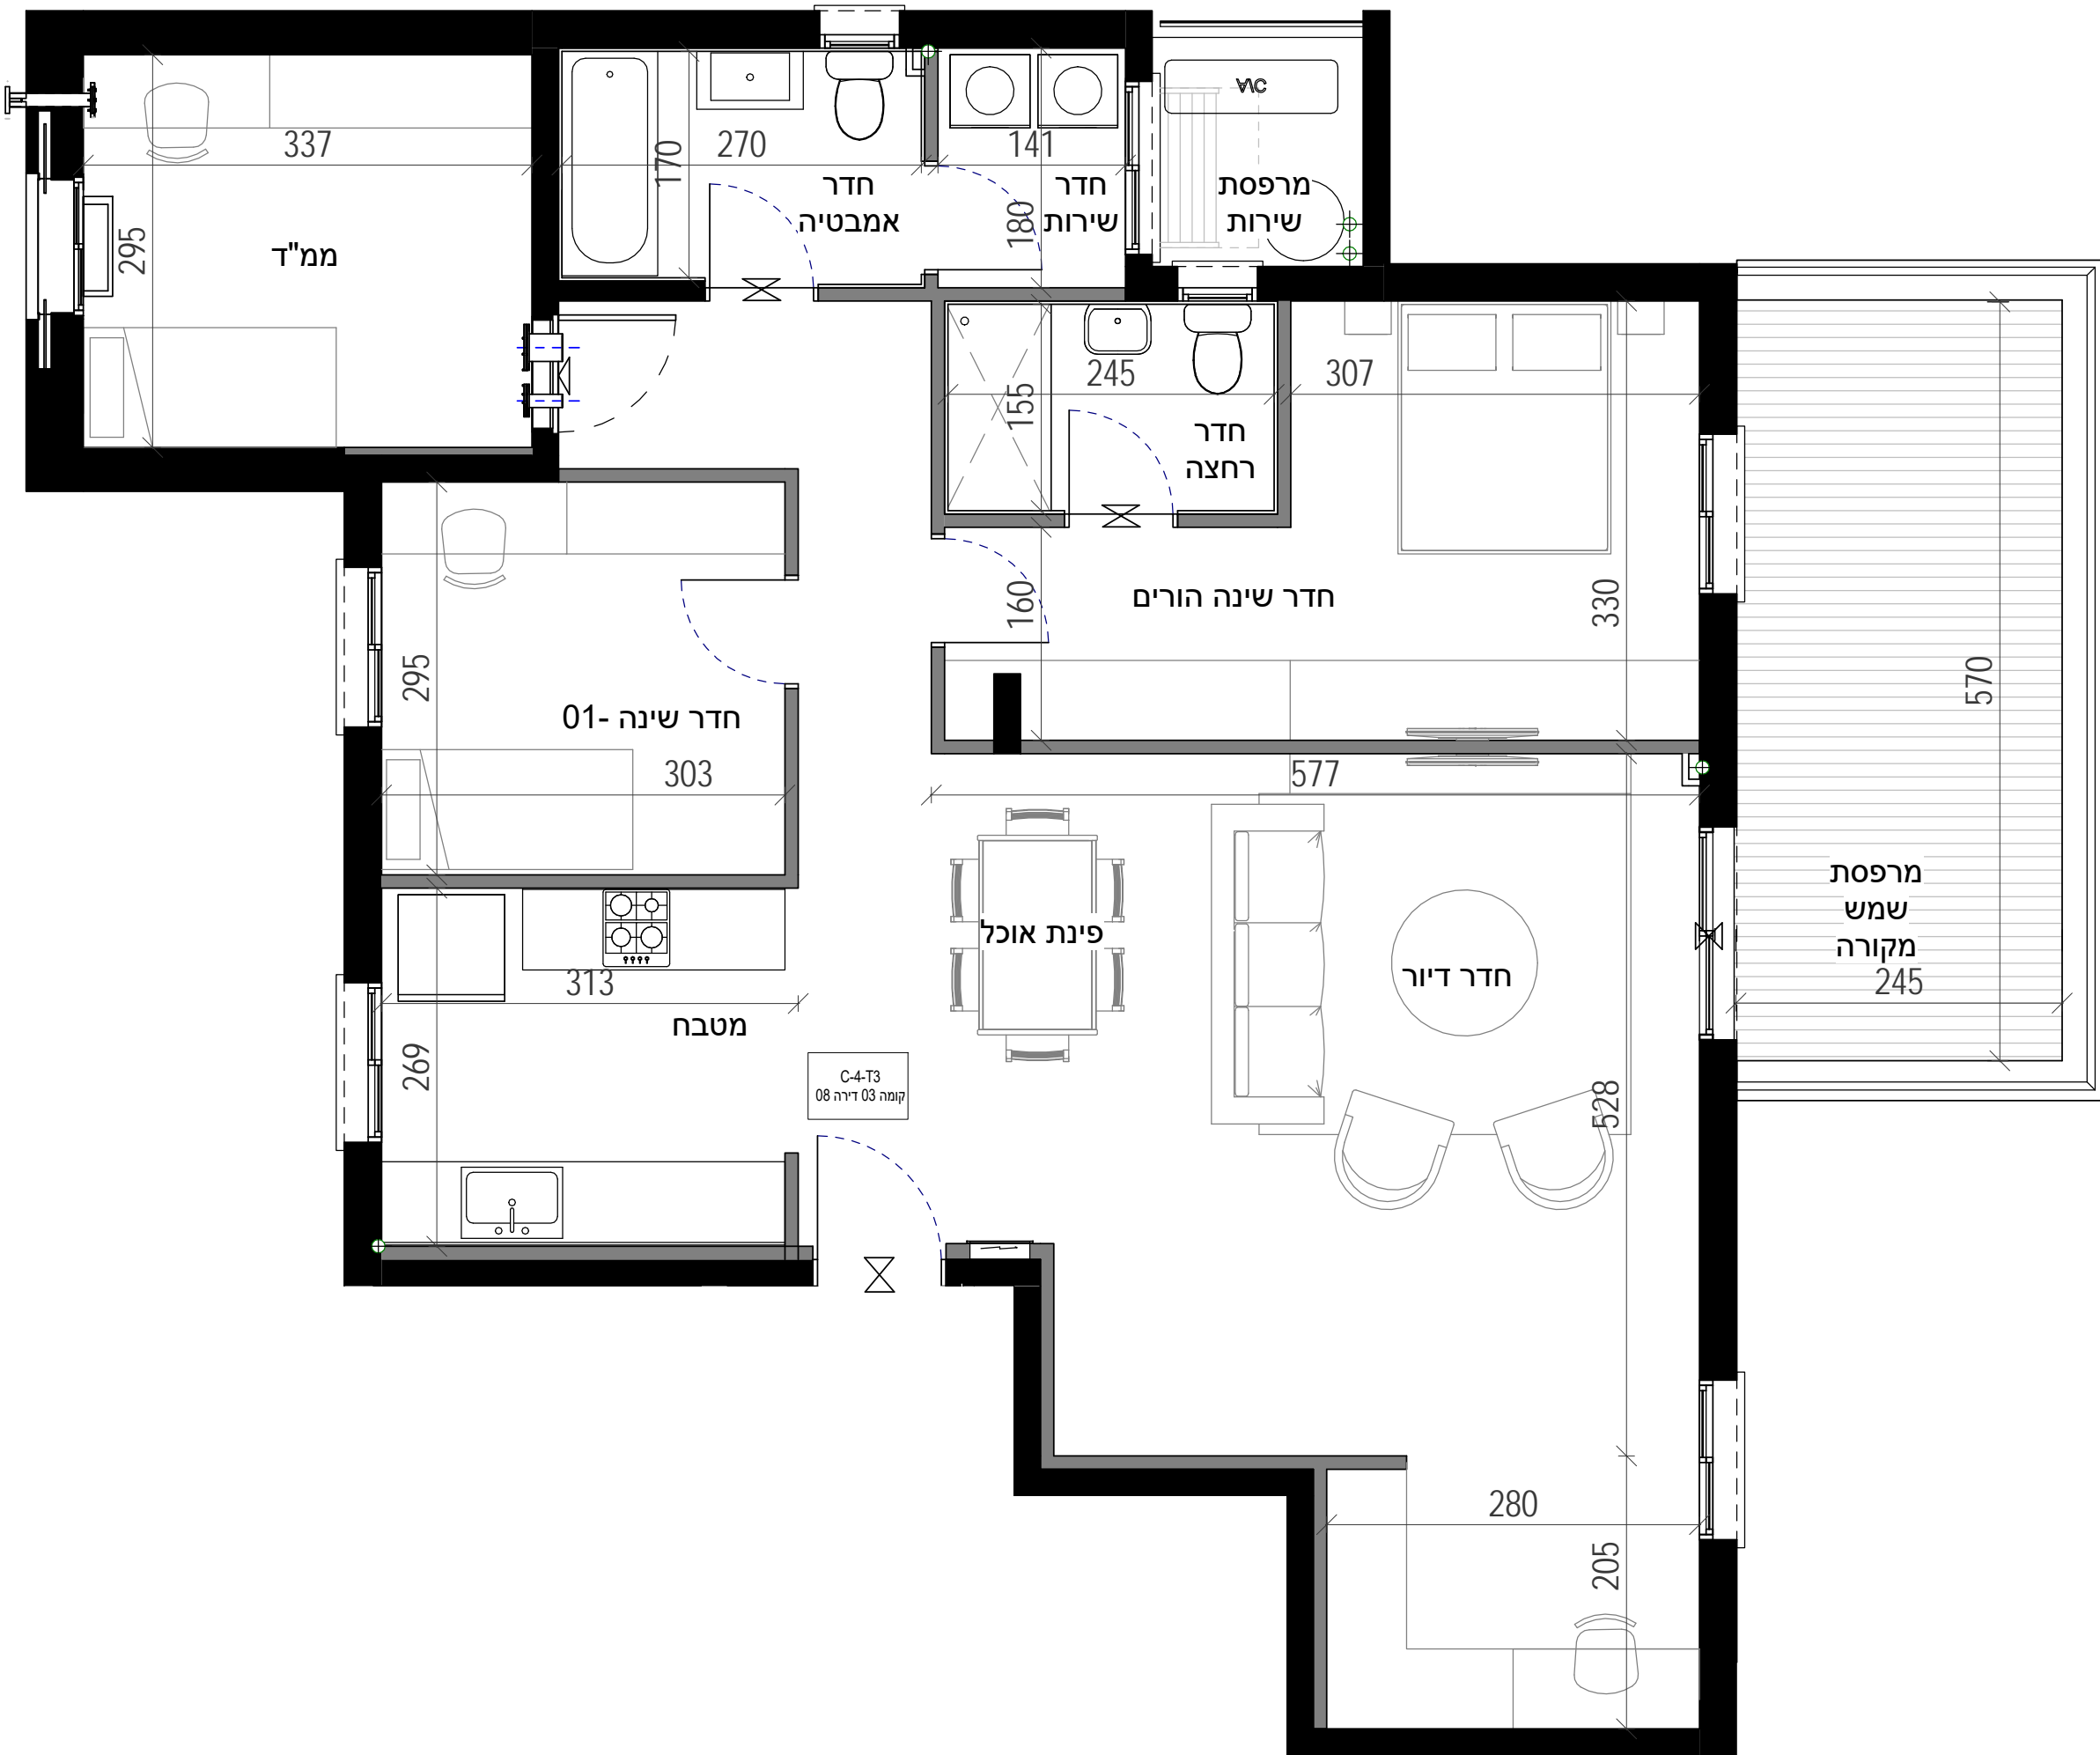 A\C
337
270
141
170
חדר
אמבטיה
חדר
שירות
מרפסת
שירות
180
295
ממ"ד
245
155
307
חדר
רחצה
160
חדר שינה הורים
330
570
295
חדר שינה -01
303
577
מרפסת
שמש
מקורה
245
פינת אוכל
חדר דיור
313
מטבח
269
C-4-T3
קומה 03 דירה 08
528
280
205